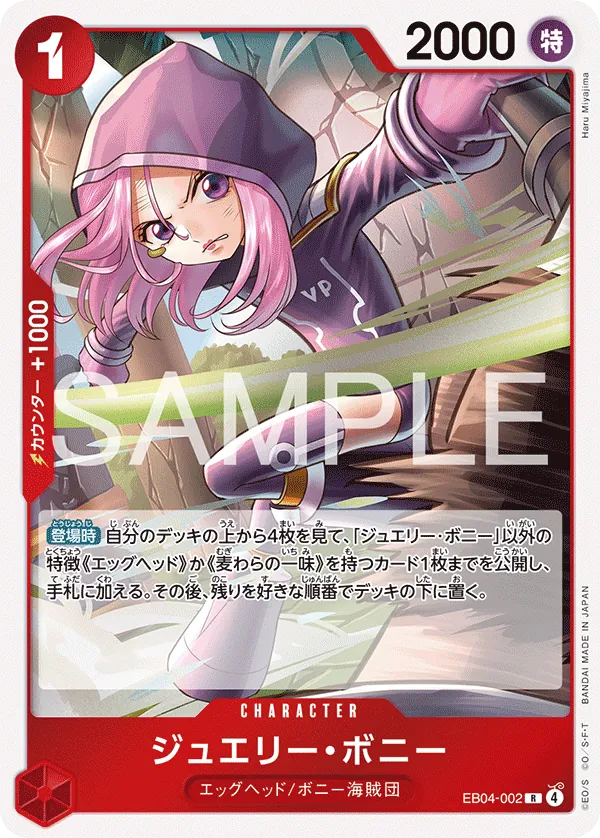 1
2000 特
Haru Miyajima
VP
カウンター +1000
SAMPLE
登場時 自分のデッキの上から4枚を見て、「ジュエリー・ボニー」以外の
特徴《エッグヘッド》か《麦わらの一味》を持つカード1枚までを公開し、
手札に加える。その後、残りを好きな順番でデッキの下に置く。
CHARACTER
ジュエリー・ボニー
エッグヘッド/ボニー海賊団
EB04-002 R 4
©E.O/S ©O/S・F・T BANDAI MADE IN JAPAN